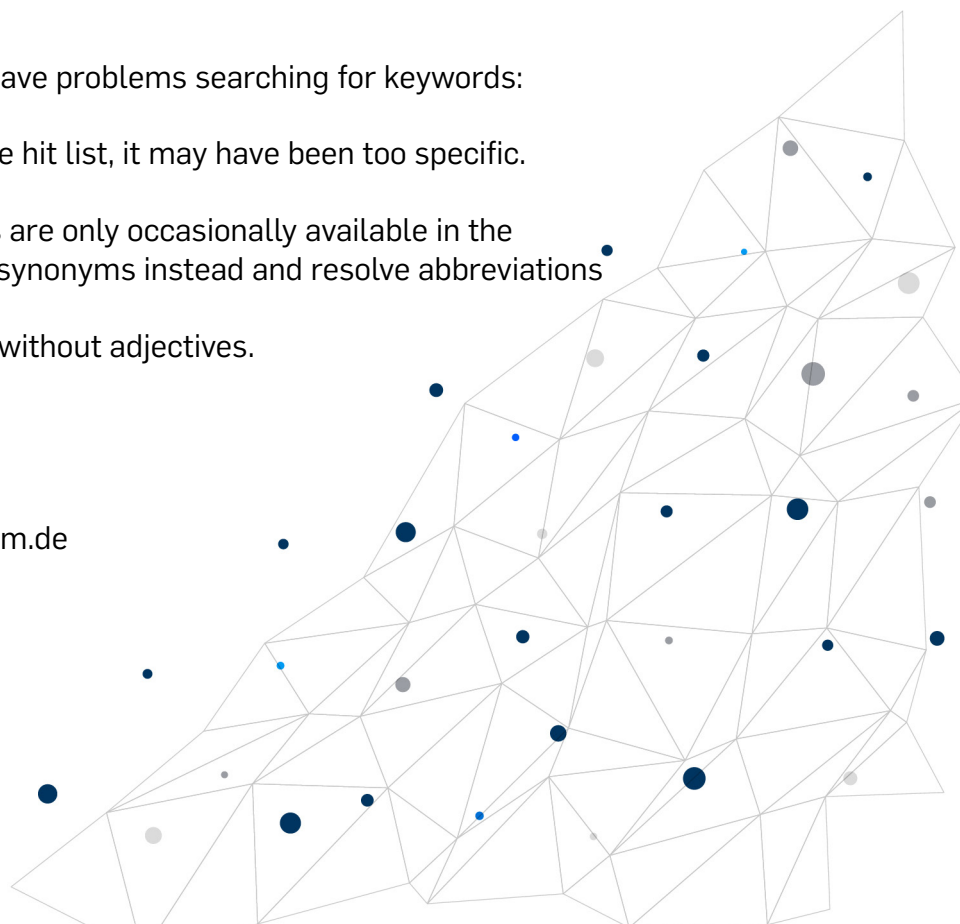 ave problems searching for keywords:
e hit list, it may have been too specific.
s are only occasionally available in the
synonyms instead and resolve abbreviations
without adjectives.
m.de